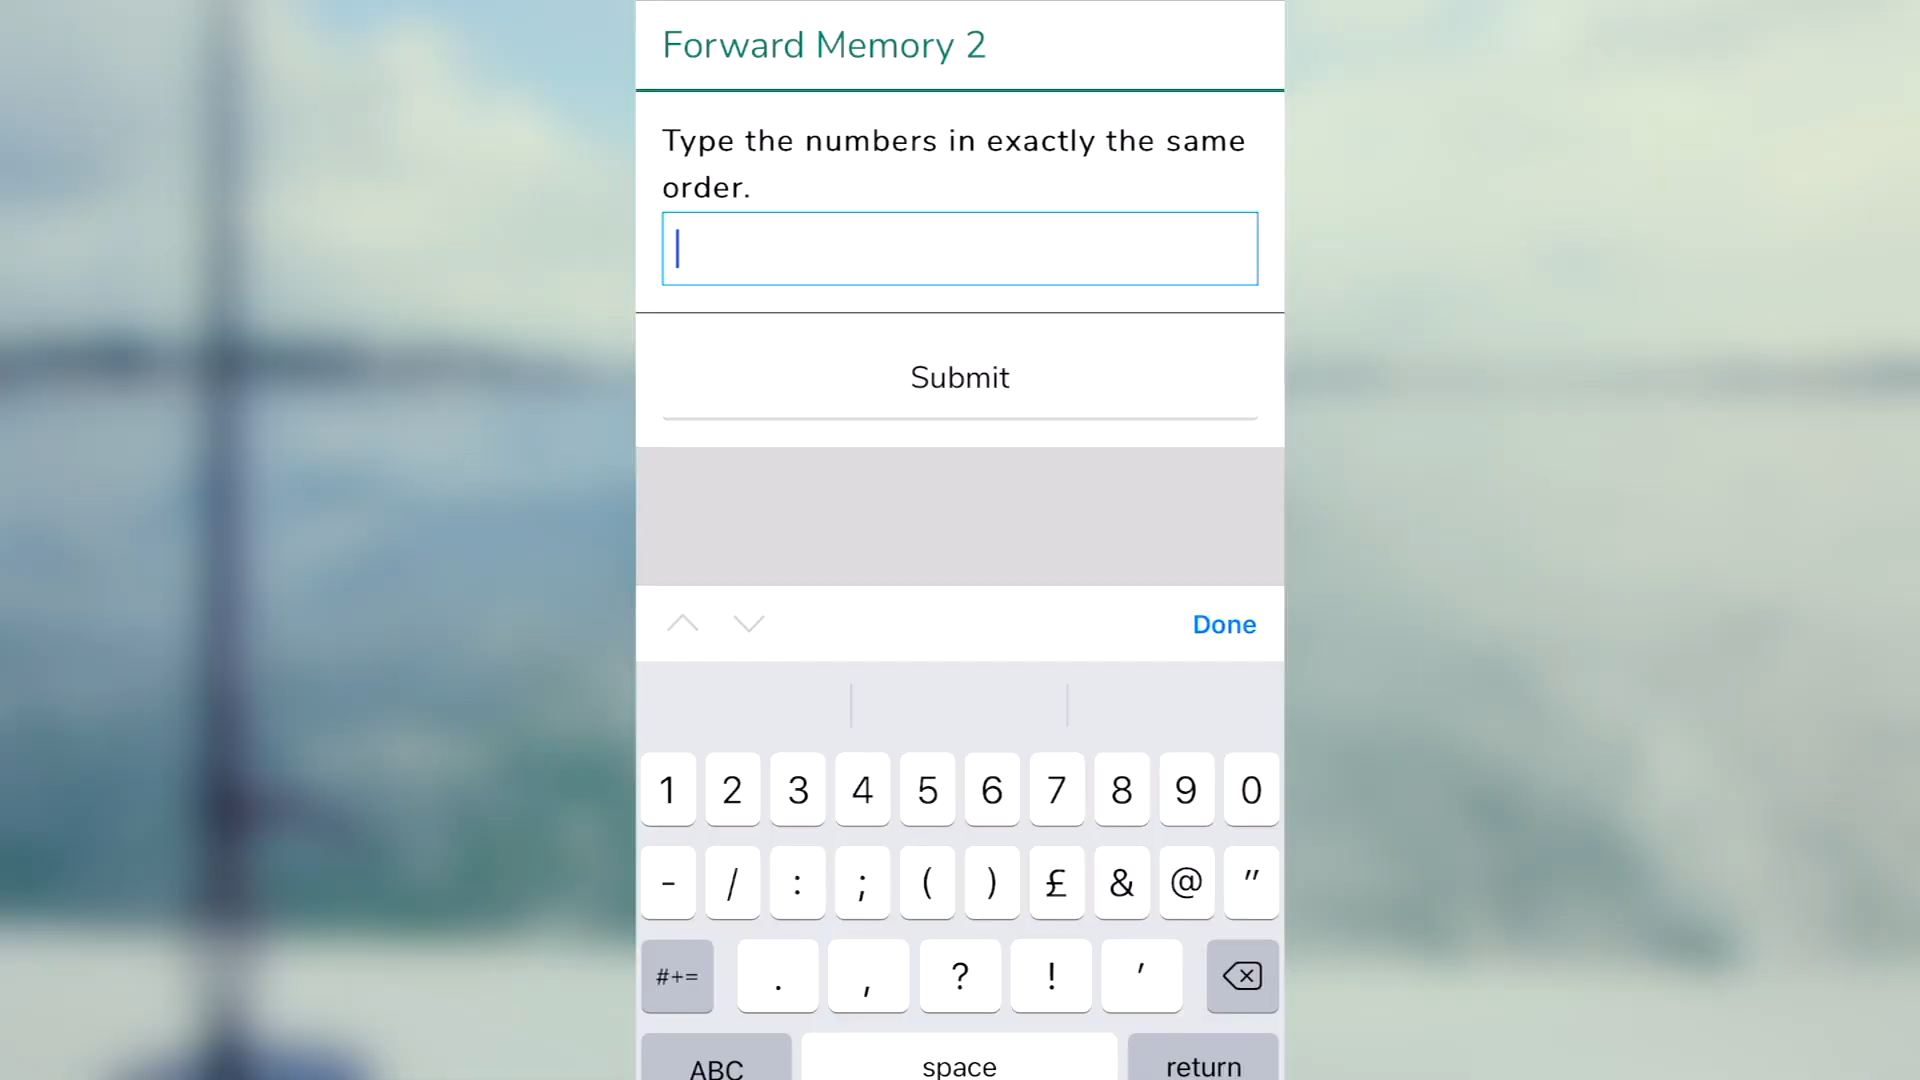 Forward Memory 2
Type the numbers in exactly the same
order.
Submit
Done
1 2 3 4 5 6 7 8 9 0
- / : ; ( ) £ & @ "
#+= . , ? ! '
ABC space return